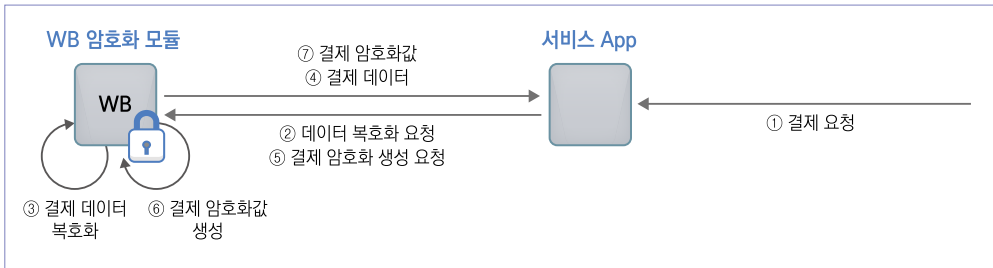 WB 암호화 모듈
서비스 App
⑦ 결제 암호화값
④ 결제 데이터
WB
① 결제 요청
② 데이터 복호화 요청
⑤ 결제 암호화 생성 요청
③ 결제 데이터
복호화
⑥ 결제 암호화값
생성